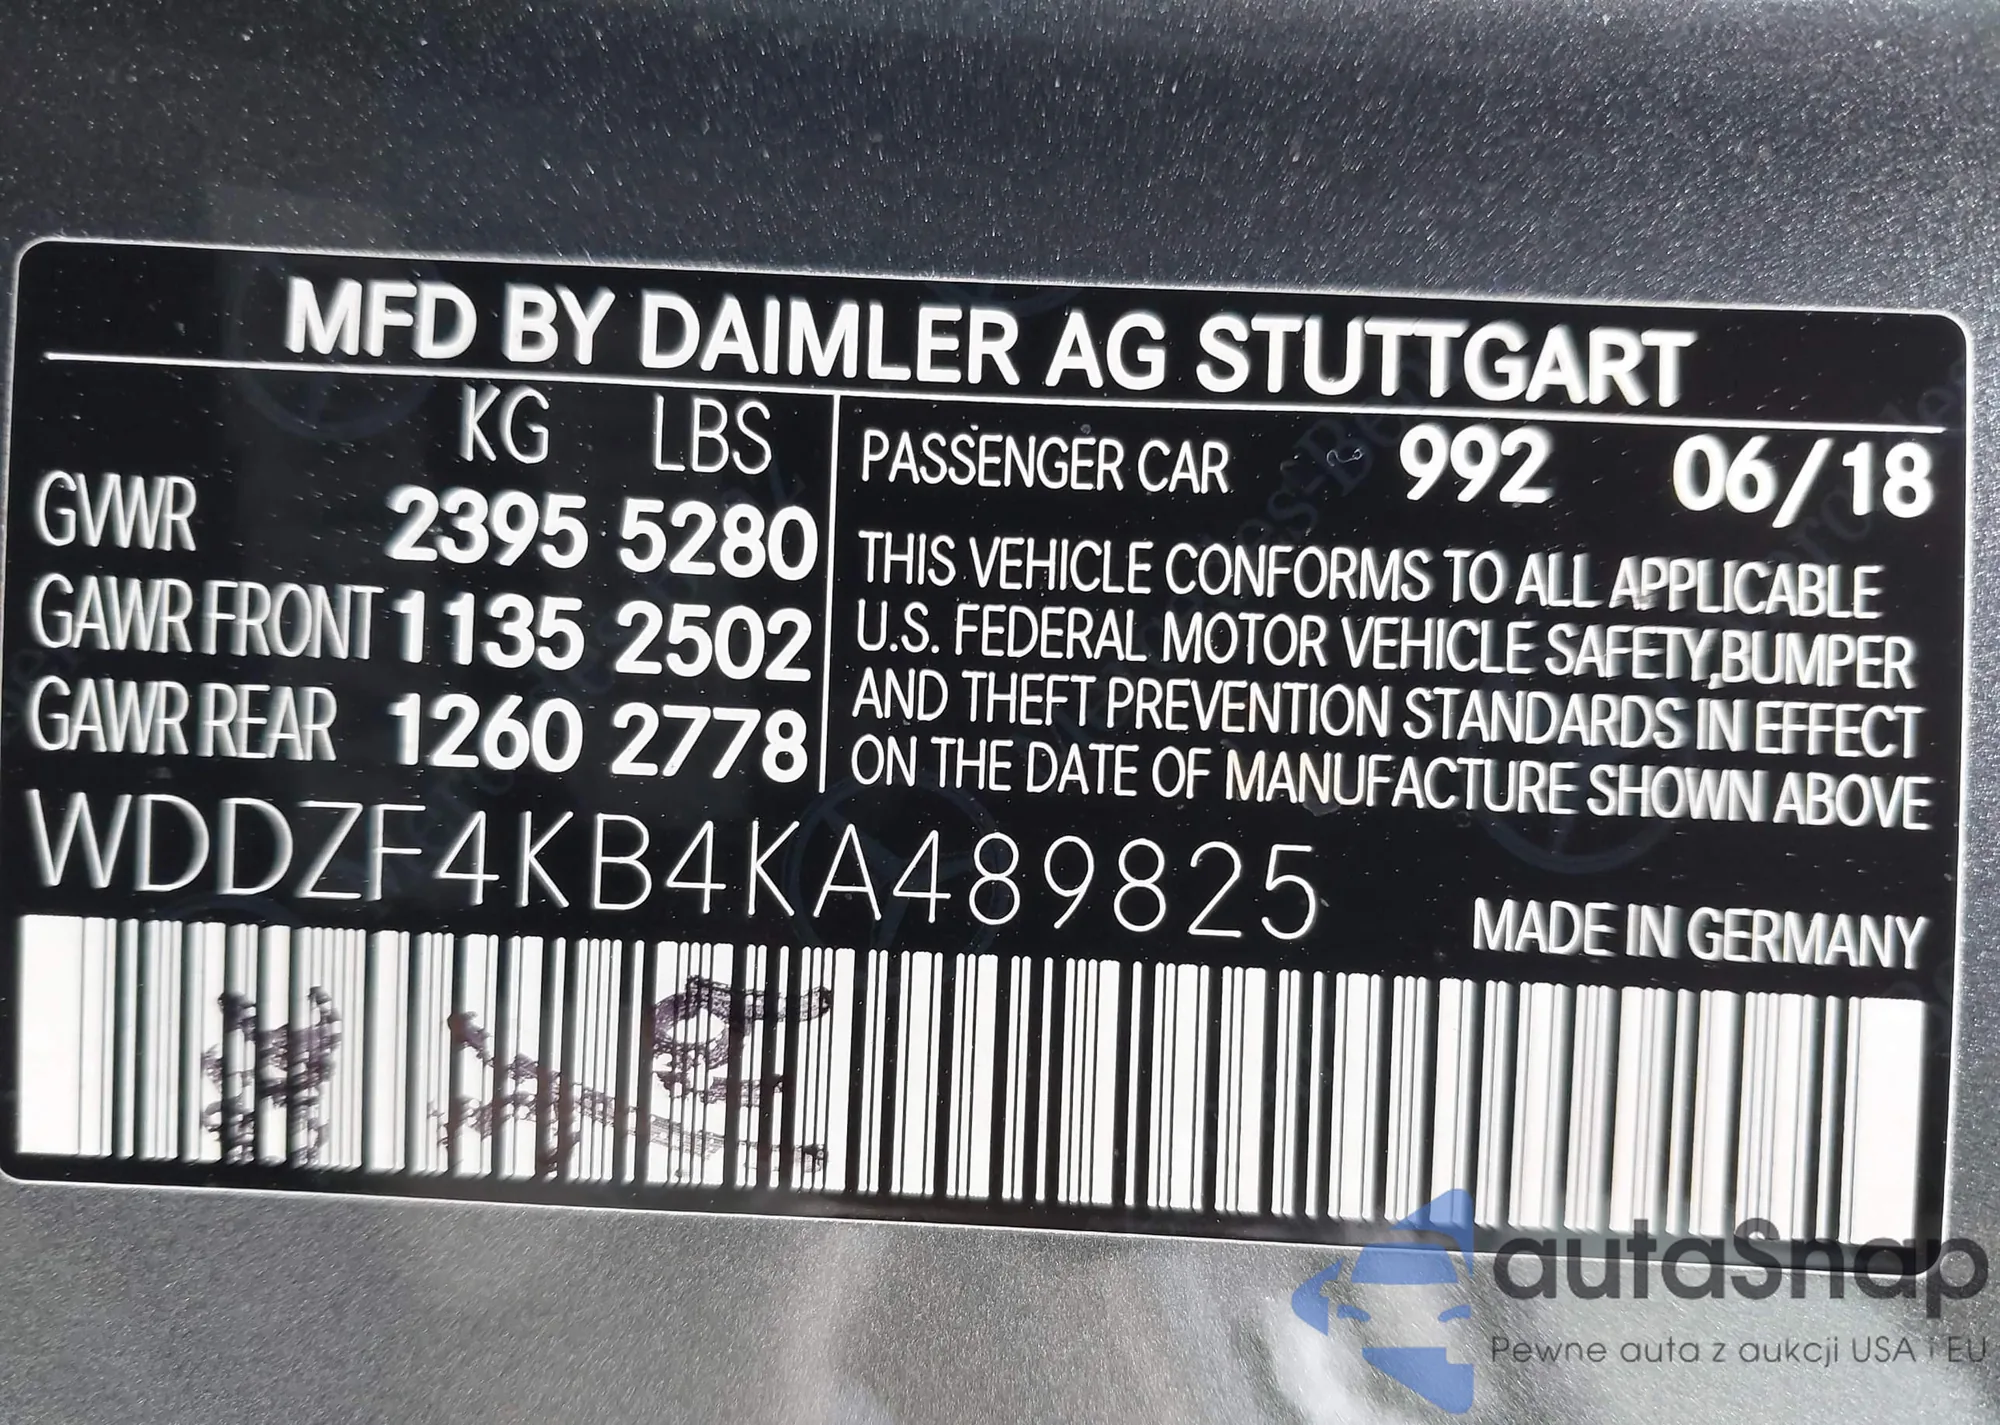 MFD BY DAIMLER AG STUTTGART
KG LBS
GVWR 2395 5280
GAWR FRONT 1135 2502
GAWR REAR 1260 2778
PASSENGER CAR 992 06/18
THIS VEHICLE CONFORMS TO ALL APPLICABLE
U.S. FEDERAL MOTOR VEHICLE SAFETY,BUMPER
AND THEFT PREVENTION STANDARDS IN EFFECT
ON THE DATE OF MANUFACTURE SHOWN ABOVE
WDDZF4KB4KA489825
MADE IN GERMANY
autaSnap
Pewne auta z aukcji USA i EU